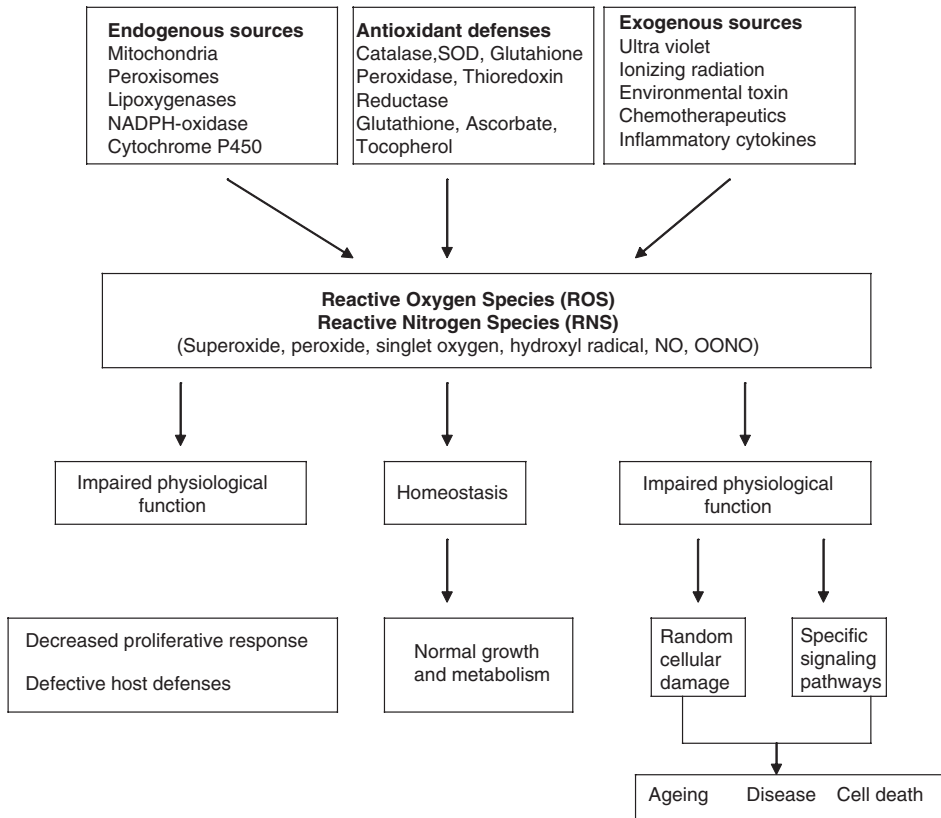 Endogenous sources
Mitochondria
Peroxisomes
Lipoxygenases
NADPH-oxidase
Cytochrome P450
Antioxidant defenses
Catalase,SOD, Glutahione
Peroxidase, Thioredoxin
Reductase
Glutathione, Ascorbate,
Tocopherol
Exogenous sources
Ultra violet
Ionizing radiation
Environmental toxin
Chemotherapeutics
Inflammatory cytokines
Reactive Oxygen Species (ROS)
Reactive Nitrogen Species (RNS)
(Superoxide, peroxide, singlet oxygen, hydroxyl radical, NO, OONO)
Impaired physiological
function
Homeostasis
Impaired physiological
function
Decreased proliferative response
Defective host defenses
Normal growth
and metabolism
Random
cellular
damage
Specific
signaling
pathways
Ageing Disease Cell death